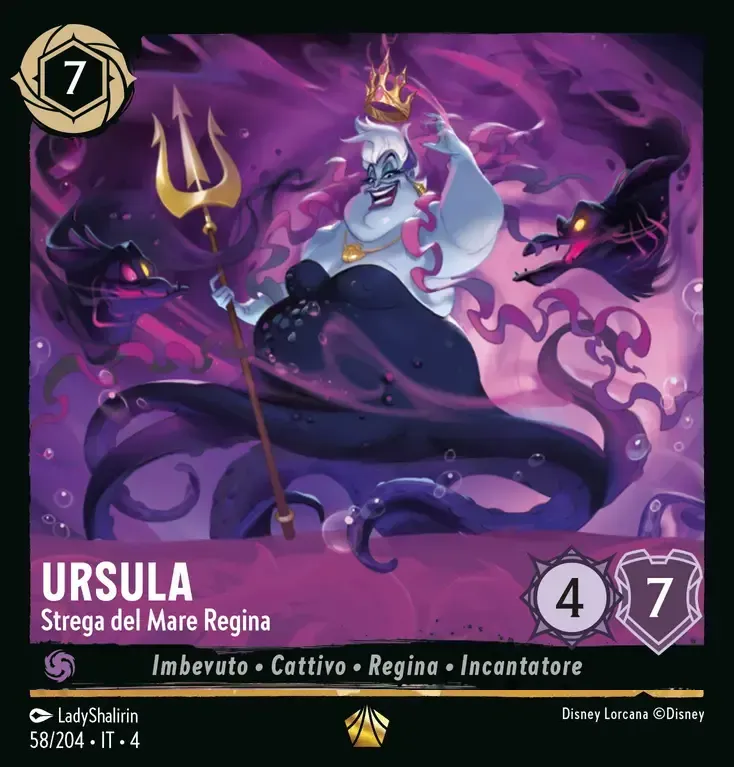 7
URSULA
Strega del Mare Regina
4
7
Imbevuto • Cattivo • Regina • Incantatore
LadyShalirin
Disney Lorcana ©Disney
58/204 • IT • 4